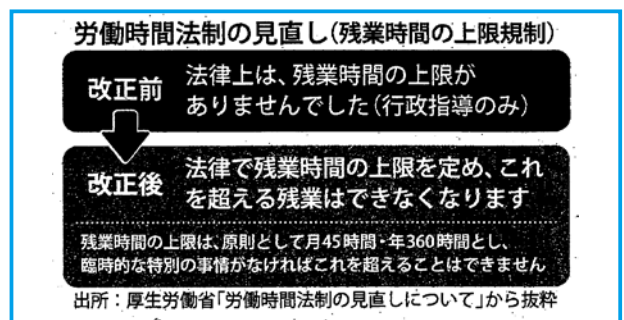 労働時間法制の見直し(残業時間の上限規制)
改正前
法律上は、残業時間の上限が
ありませんでした(行政指導のみ)
改正後
法律で残業時間の上限を定め、これ
を超える残業はできなくなります
残業時間の上限は、原則として月45時間・年360時間とし、
臨時的な特別の事情がなければこれを超えることはできません
出所:厚生労働省「労働時間法制の見直しについて」から抜粋